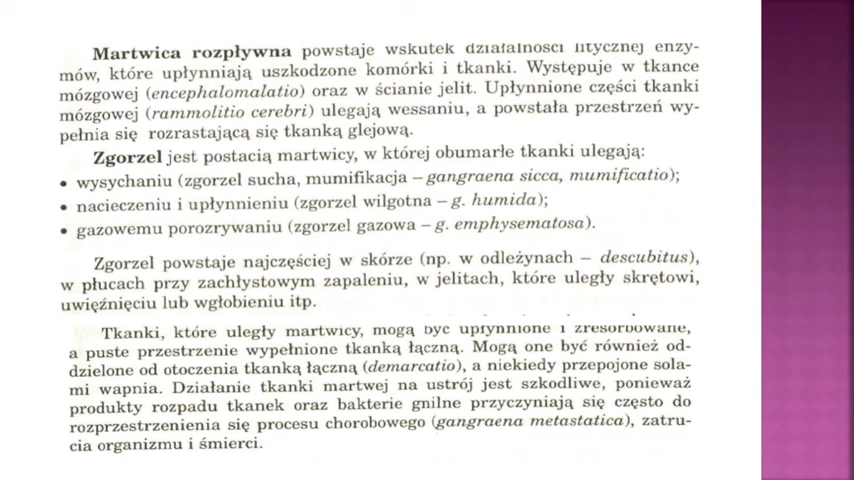 Martwica rozpływna powstaje wskutek działalności litycznej enzy-
mów, które upłynniają uszkodzone komórki i tkanki. Występuje w tkance
mózgowej (encephalomalatio) oraz w ścianie jelit. Upłynnione części tkanki
mózgowej (rammolitio cerebri) ulegają wessaniu, a powstała przestrzeń wy-
pełnia się rozrastającą się tkanką glejową.
Zgorzel jest postacią martwicy, w której obumarłe tkanki ulegają:
• wysychaniu (zgorzel sucha, mumifikacja – gangraena sicca, mumificatio);
• nacieczeniu i upłynnieniu (zgorzel wilgotna – g. humida);
• gazowemu porozrywaniu (zgorzel gazowa – g. emphysematosa).
Zgorzel powstaje najczęściej w skórze (np. w odleżynach – descubitus),
w płucach przy zachłystowym zapaleniu, w jelitach, które uległy skrętowi,
uwięźnięciu lub wgłobieniu itp.
Tkanki, które uległy martwicy, mogą być upłynnione i zresorbowane,
a puste przestrzenie wypełnione tkanką łączną. Mogą one być również od-
dzielone od otoczenia tkanką łączną (demarcatio), a niekiedy przepojone sola-
mi wapnia. Działanie tkanki martwej na ustrój jest szkodliwe, ponieważ
produkty rozpadu tkanek oraz bakterie gnilne przyczyniają się często do
rozprzestrzenienia się procesu chorobowego (gangraena metastatica), zatru-
cia organizmu i śmierci.